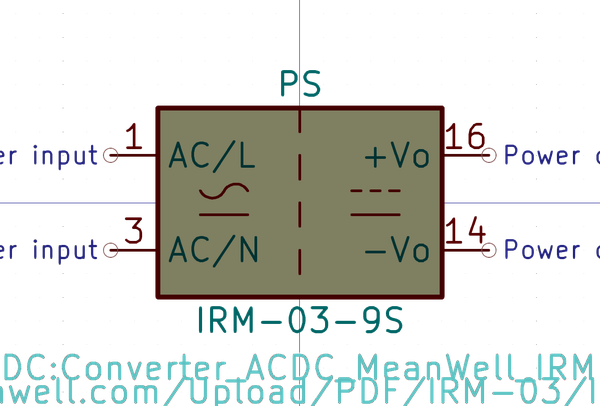 PS
1 16
er input AC/L +Vo Power
3 14
input AC/N −Vo Power
IRM−03−9S
DC:Converter_ACDC_MeanWell_IRM
nwell.com/Upload/PDF/IRM−03/I